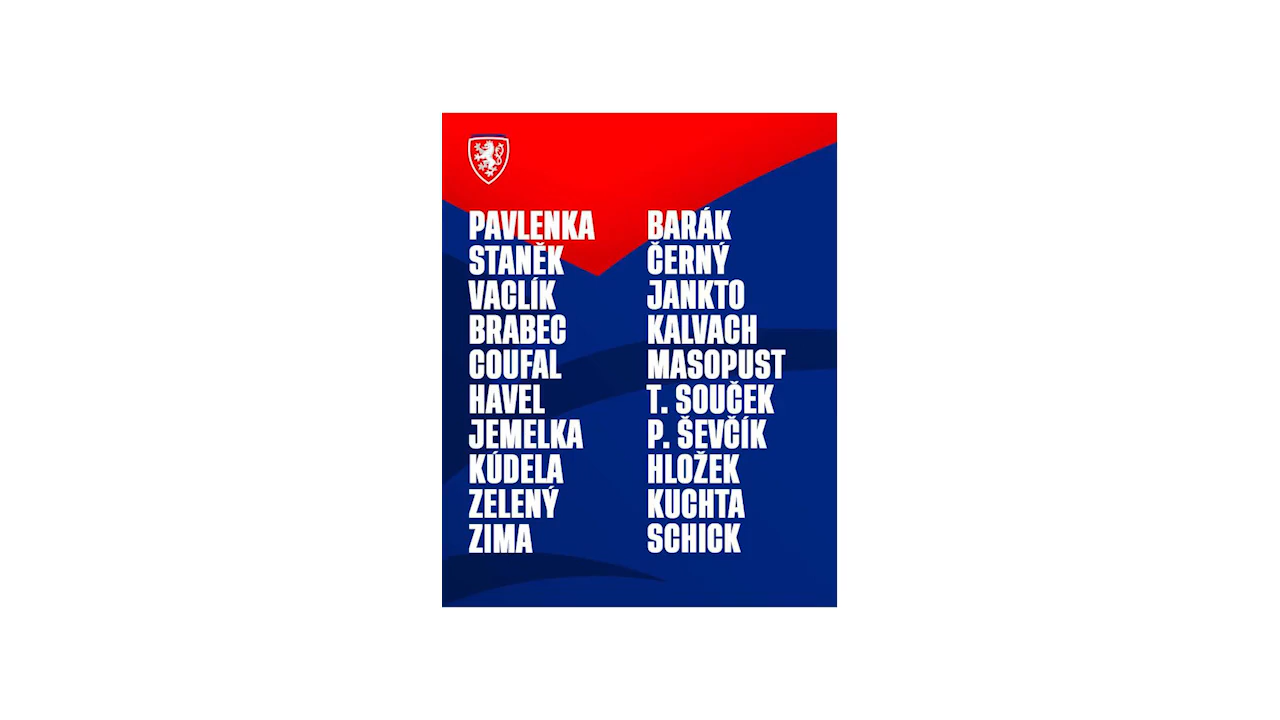 PAVLENKA
STANĚK
VACLÍK
BRABEC
COUFAL
HAVEL
JEMELKA
KÚDELA
ZELENÝ
ZIMA
BARÁK
ČERNÝ
JANKTO
KALVACH
MASOPUST
T. SOUČEK
P. ŠEVČÍK
HLOŽEK
KUCHTA
SCHICK